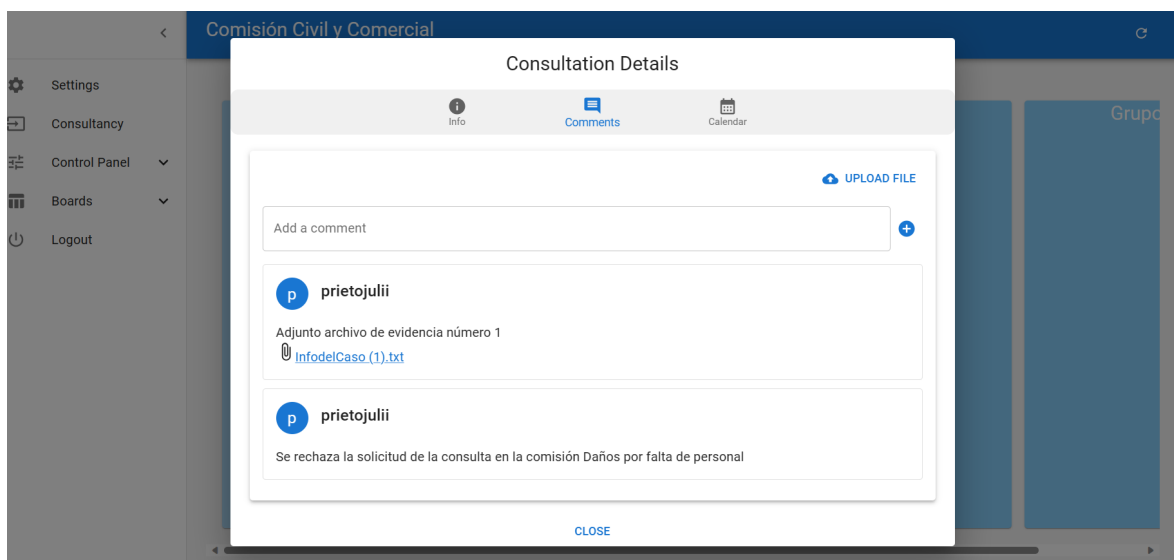 Comisión Civil y Comercial
Settings
Consultancy
Control Panel
Boards
Logout
Grupo
Consultation Details
Info
Comments
Calendar
UPLOAD FILE
Add a comment
p
prietojulii
Adjunto archivo de evidencia número 1
InfodelCaso (1).txt
p
prietojulii
Se rechaza la solicitud de la consulta en la comisión Daños por falta de personal
CLOSE